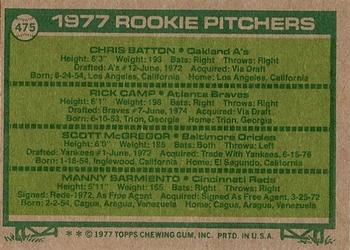 475
1977 ROOKIE PITCHERS
CHRIS BATTON • Oakland A's
Height: 6'3" Weight: 193 Bats: Right Throws: Right
Drafted: A's #12-June, 1972 Acquired: Via Draft
Born: 8-24-54, Los Angeles, California Home: Los Angeles, California
RICK CAMP • Atlanta Braves
Height: 6'1" Weight: 198 Bats: Right Throws: Right
Drafted: Braves #7-June, 1974 Acquired: Via Draft
Born: 6-10-53, Trion, Georgia Home: Trion, Georgia
SCOTT McGREGOR • Baltimore Orioles
Height: 6'0" Weight: 185 Bats: Both Throws: Left
Drafted: Yankees #1-June, 1972 Acquired: Trade With Yankees, 6-15-76
Born: 1-18-54, Inglewood, California Home: El Segundo, California
MANNY SARMIENTO • Cincinnati Reds
Height: 5'11" Weight: 165 Bats: Right Throws: Right
Signed: Reds-1972, As Free Agent Acquired: Signed As Free Agent, 3-25-72
Born: 2-2-54, Cagua, Aragua, Venezuela Home: Cagua, Aragua, Venezuela
** © 1977 TOPPS CHEWING GUM, INC. PRTD. IN U.S.A.